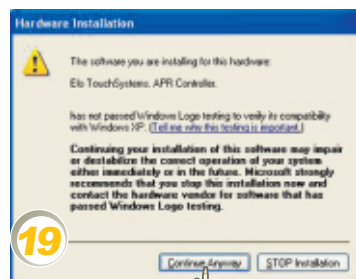 Hardware Installation
The software you are installing for this hardware:
Elo TouchSystems, APR Controller
has not passed Windows Logo testing to verify its compatibility
with Windows XP. (Tell me why this testing is important.)
Continuing your installation of this software may impair
or destabilize the correct operation of your system
either immediately or in the future. Microsoft strongly
recommends that you stop this installation now and
contact the hardware vendor for software that has
passed Windows Logo testing.
19
Continue Anyway
STOP Installation